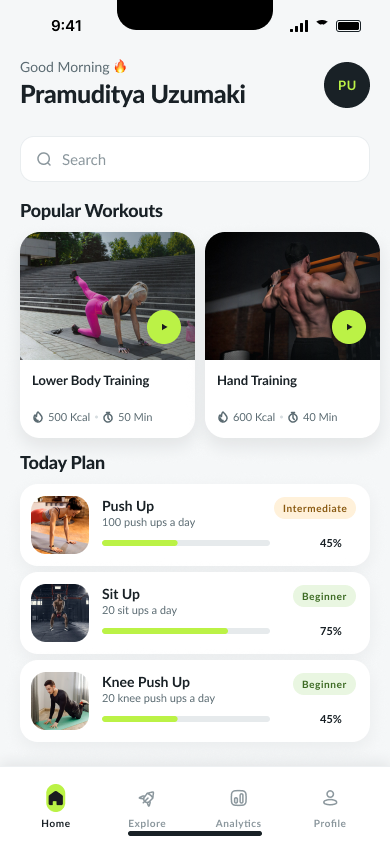 9:41
Good Morning 🔥
Pramuditya Uzumaki
PU
Search
Popular Workouts
Lower Body Training
500 Kcal
50 Min
Hand Training
600 Kcal
40 Min
Today Plan
Push Up
Intermediate
100 push ups a day
45%
Sit Up
Beginner
20 sit ups a day
75%
Knee Push Up
Beginner
20 knee push ups a day
45%
Home
Explore
Analytics
Profile